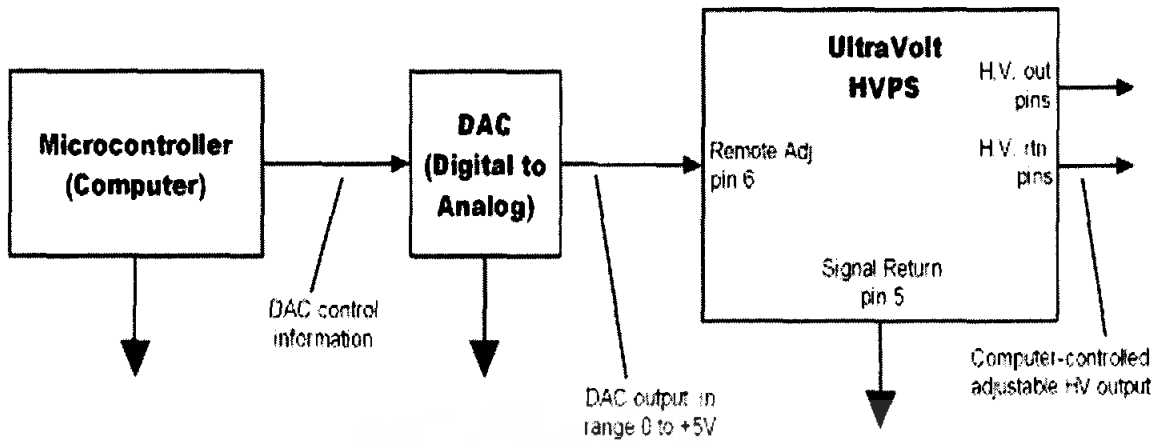 Microcontroller
(Computer)
DAC
(Digital to
Analog)
UltraVolt
HVPS
H.V. out
pins
H.V. rtn
pins
Remote Adj
pin 6
Signal Return
pin 5
DAC control
information
DAC output in
range 0 to +5V
Computer-controlled
adjustable HV output